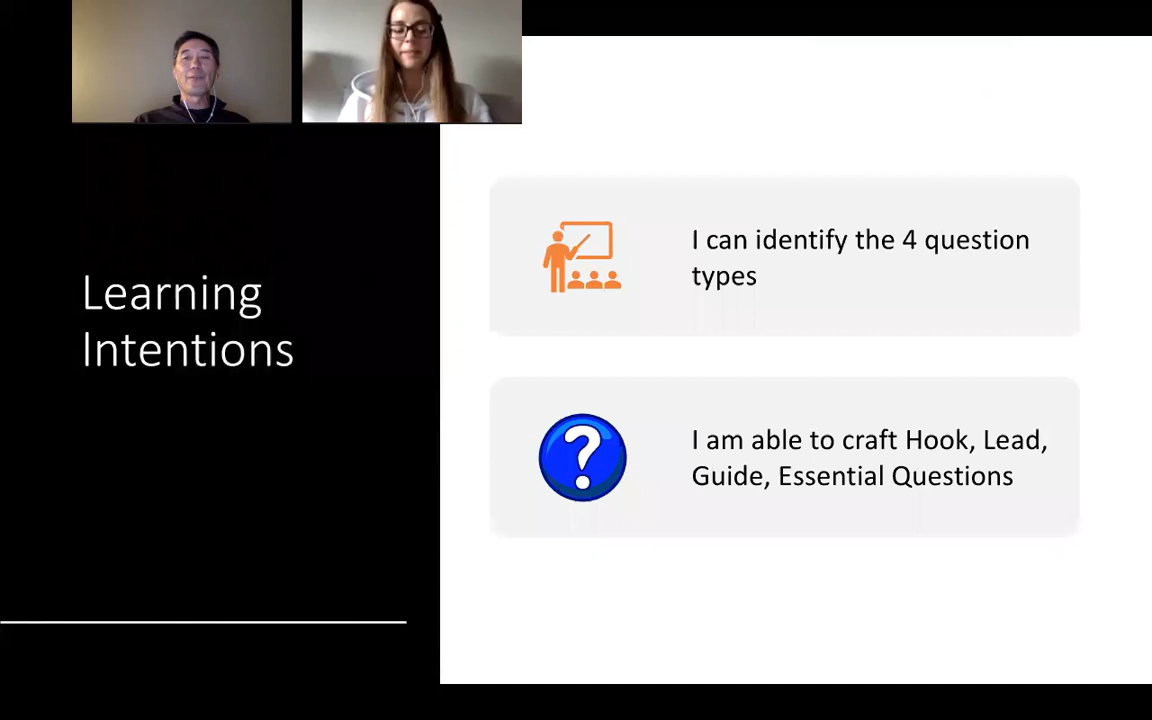 Learning
Intentions
I can identify the 4 question
types
I am able to craft Hook, Lead,
Guide, Essential Questions